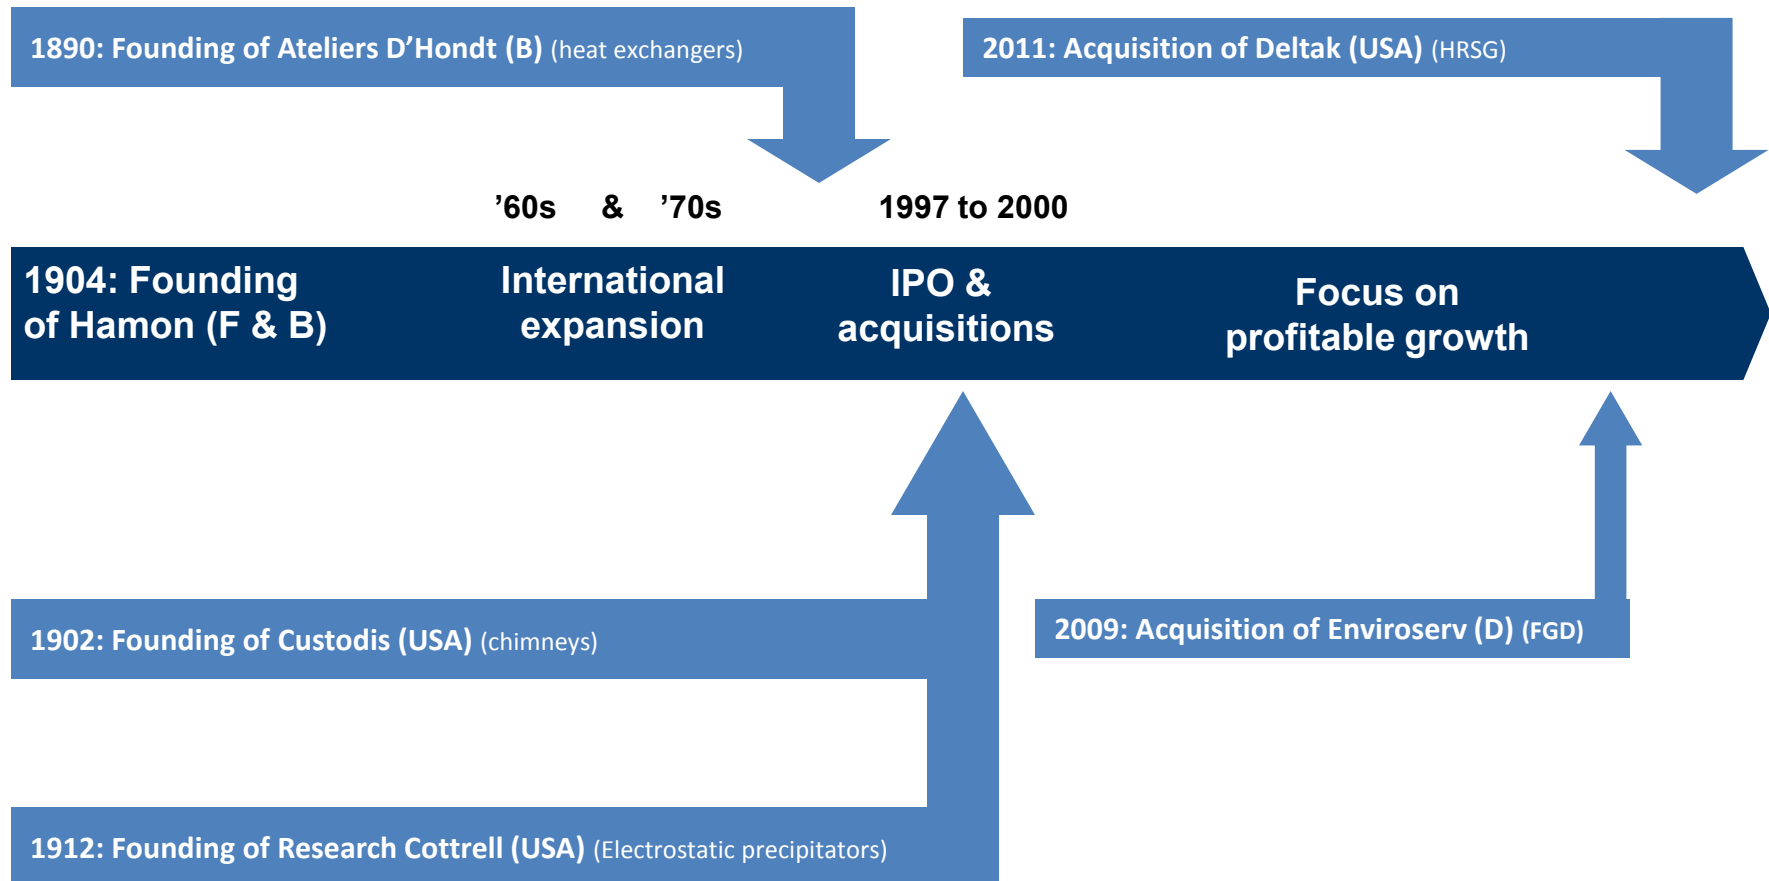 1890: Founding of Ateliers D’Hondt (B) (heat exchangers)
2011: Acquisition of Deltak (USA) (HRSG)
’60s & ’70s
1997 to 2000
1904: Founding
of Hamon (F & B)
International
expansion
IPO &
acquisitions
Focus on
profitable growth
1902: Founding of Custodis (USA) (chimneys)
2009: Acquisition of Enviroserv (D) (FGD)
1912: Founding of Research Cottrell (USA) (Electrostatic precipitators)